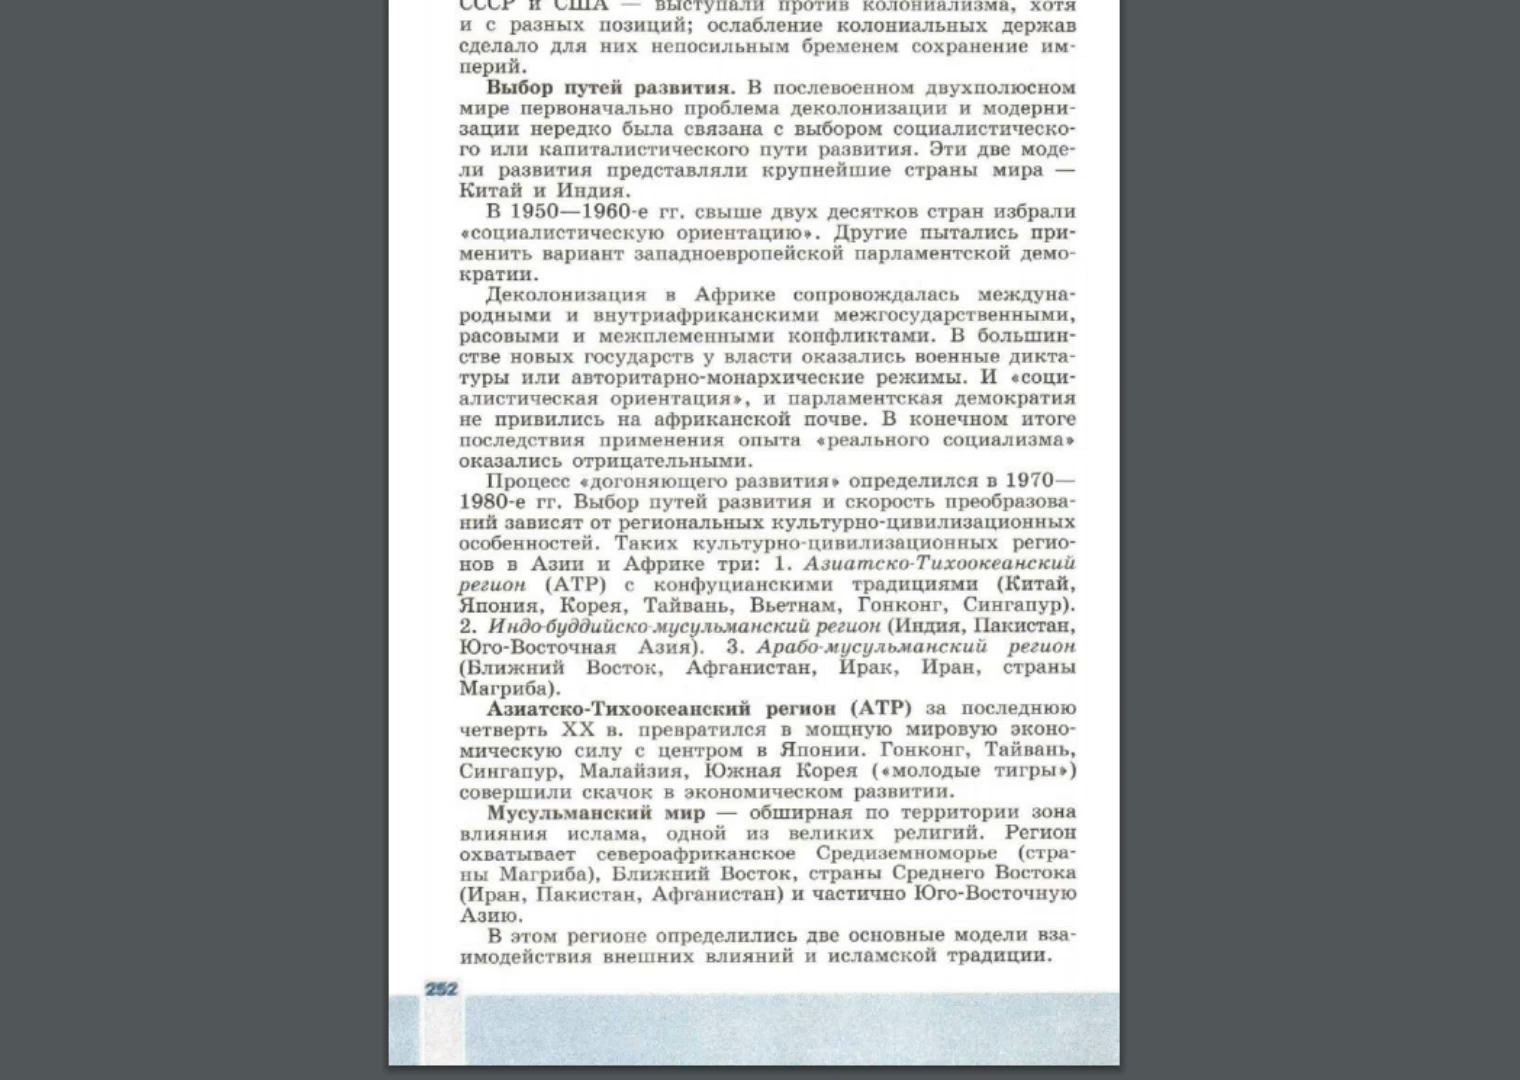 СССР и США — выступали против колониализма, хотя
и с разных позиций; ослабление колониальных держав
сделало для них непосильным бременем сохранение им-
перий.
Выбор путей развития. В послевоенном двухполюсном
мире первоначально проблема деколонизации и модерни-
зации нередко была связана с выбором социалистическо-
го или капиталистического пути развития. Эти две моде-
ли развития представляли крупнейшие страны мира —
Китай и Индия.
В 1950—1960-е гг. свыше двух десятков стран избрали
«социалистическую ориентацию». Другие пытались при-
менить вариант западноевропейской парламентской демо-
кратии.
Деколонизация в Африке сопровождалась междуна-
родными и внутриафриканскими межгосударственными,
расовыми и межплеменными конфликтами. В большин-
стве новых государств у власти оказались военные дикта-
туры или авторитарно-монархические режимы. И «соци-
алистическая ориентация», и парламентская демократия
не привились на африканской почве. В конечном итоге
последствия применения опыта «реального социализма»
оказались отрицательными.
Процесс «догоняющего развития» определился в 1970—
1980-е гг. Выбор путей развития и скорость преобразова-
ний зависят от региональных культурно-цивилизационных
особенностей. Таких культурно-цивилизационных регио-
нов в Азии и Африке три: 1. Азиатско-Тихоокеанский
регион (АТР) с конфуцианскими традициями (Китай,
Япония, Корея, Тайвань, Вьетнам, Гонконг, Сингапур).
2. Индо-буддийско-мусульманский регион (Индия, Пакистан,
Юго-Восточная Азия). 3. Арабо-мусульманский регион
(Ближний Восток, Афганистан, Ирак, Иран, страны
Магриба).
Азиатско-Тихоокеанский регион (АТР) за последнюю
четверть XX в. превратился в мощную мировую эконо-
мическую силу с центром в Японии. Гонконг, Тайвань,
Сингапур, Малайзия, Южная Корея («молодые тигры»)
совершили скачок в экономическом развитии.
Мусульманский мир — обширная по территории зона
влияния ислама, одной из великих религий. Регион
охватывает североафриканское Средиземноморье (стра-
ны Магриба), Ближний Восток, страны Среднего Востока
(Иран, Пакистан, Афганистан) и частично Юго-Восточную
Азию.
В этом регионе определились две основные модели вза-
имодействия внешних влияний и исламской традиции.
252